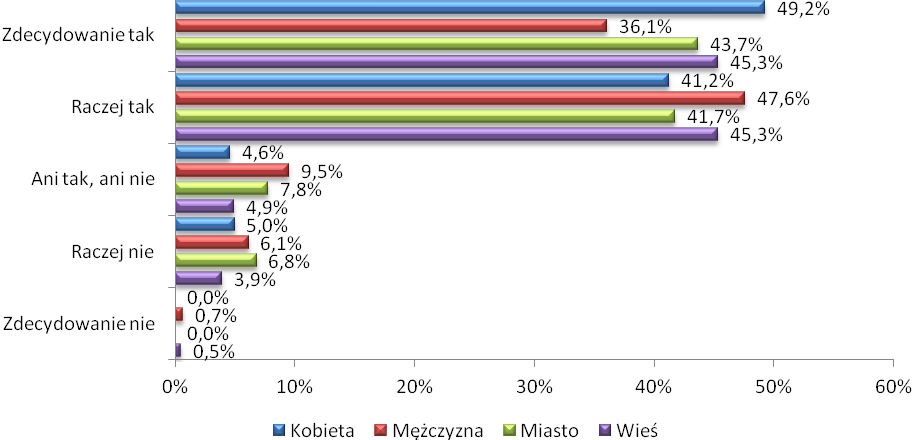 49,2%
Zdecydowanie tak
36,1%
43,7%
45,3%
41,2%
Raczej tak
47,6%
41,7%
45,3%
4,6%
Ani tak, ani nie
9,5%
7,8%
4,9%
5,0%
Raczej nie
6,1%
6,8%
3,9%
0,0%
Zdecydowanie nie
0,7%
0,0%
0,5%
0% 10% 20% 30% 40% 50% 60%
Kobieta Mężczyzna Miasto Wieś